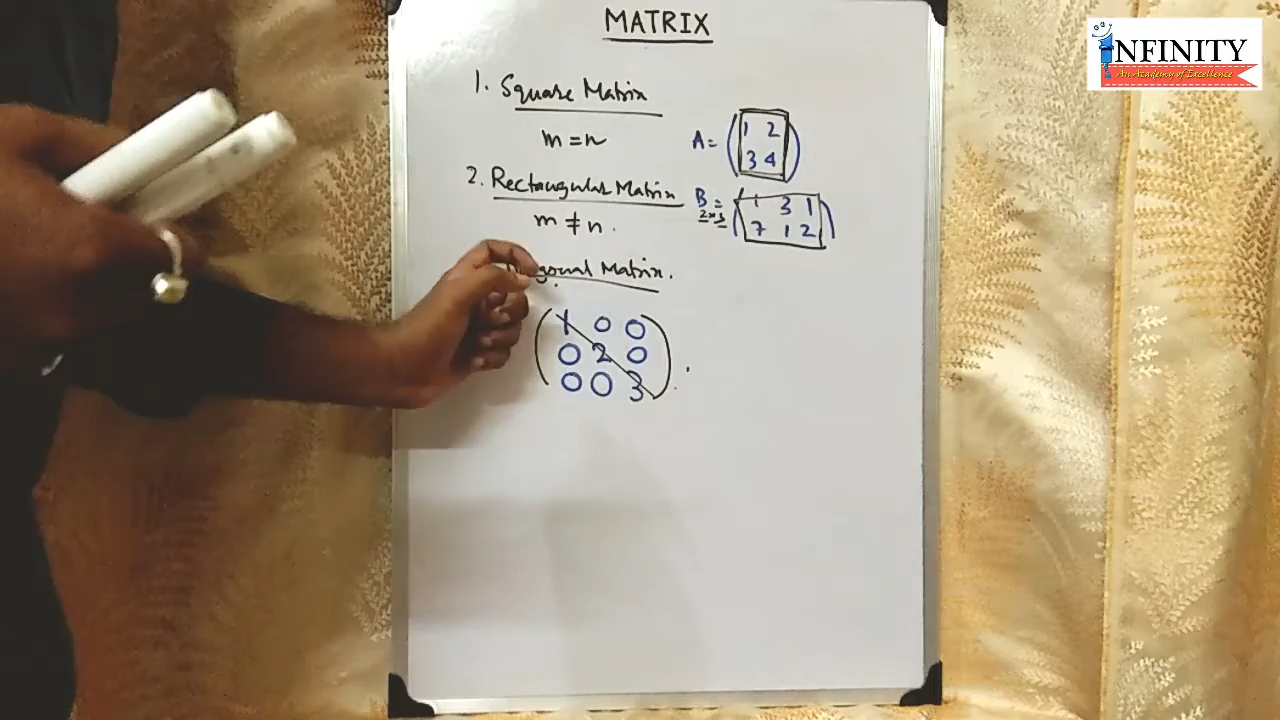 MATRIX
1. Square Matrix
m = n
A = (1 2
3 4)
2. Rectangular Matrix
m ≠ n.
B = (1 3 1
2×3
7 1 2)
Matrix.
(1 0 0
0 2 0
0 0 3).
INFINITY
An Academy of Excellence